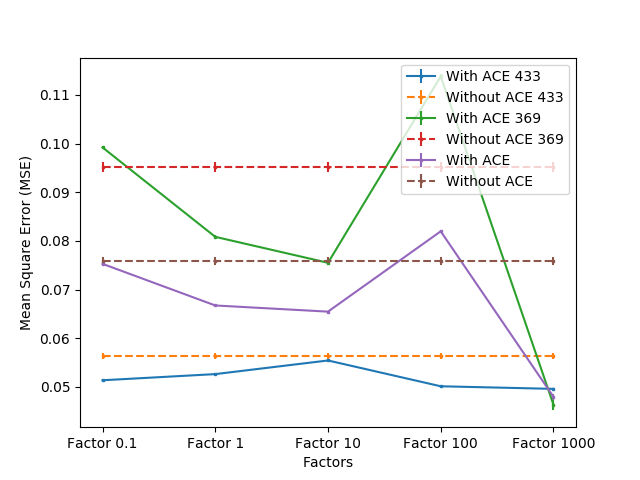 With ACE 433
Without ACE 433
With ACE 369
Without ACE 369
With ACE
Without ACE
0.11
0.10
0.09
0.08
0.07
0.06
0.05
Mean Square Error (MSE)
Factor 0.1 Factor 1 Factor 10 Factor 100 Factor 1000
Factors